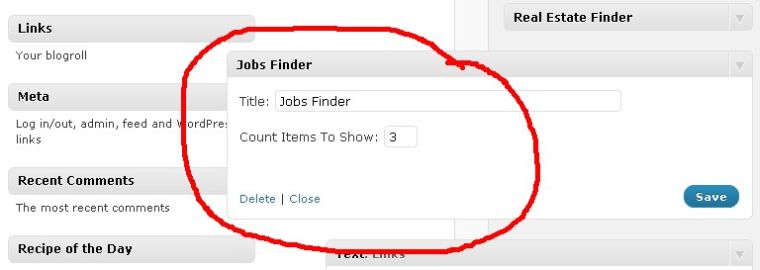 Links
Your blogroll
Meta
Log in/out, admin, feed and WordPres
links
Recent Comments
The most recent comments
Recipe of the Day
Real Estate Finder
Jobs Finder
Title: Jobs Finder
Count Items To Show: 3
Delete | Close
Save
Text: Links